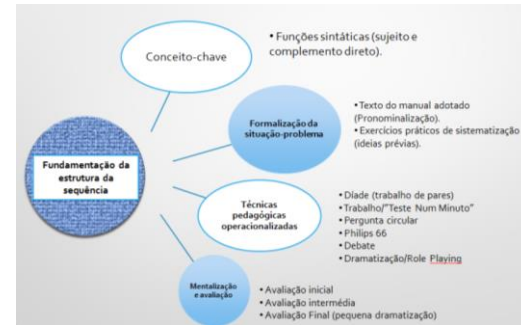 Conceito-chave
• Funções sintáticas (sujeito e
complemento direto).
Fundamentação da
estrutura da
sequência
Formalização da
situação-problema
• Texto do manual adotado
(Pronominalização).
• Exercícios práticos de sistematização
(ideias prévias).
Técnicas
pedagógicas
operacionalizadas
• Díade (trabalho de pares)
• Trabalho/"Teste Num Minuto"
• Pergunta circular
• Philips 66
• Debate
• Dramatização/Role Playing
Mentalização
e avaliação
• Avaliação inicial
• Avaliação intermédia
• Avaliação Final (pequena dramatização)